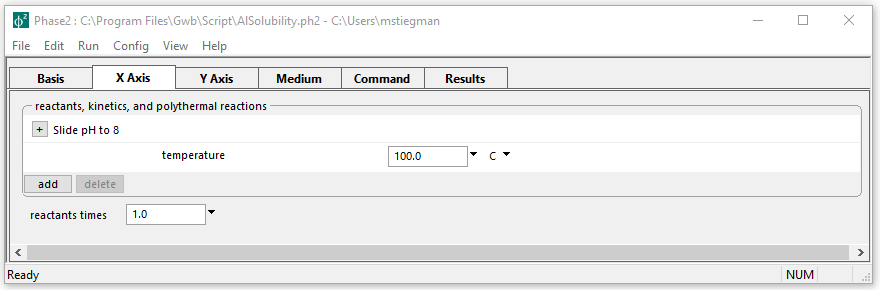 Phase2 : C:\Program Files\Gwb\Script\AlSolubility.ph2 - C:\Users\mstiegman
File Edit Run Config View Help
Basis X Axis Y Axis Medium Command Results
reactants, kinetics, and polythermal reactions
+ Slide pH to 8
temperature 100.0 C
add delete
reactants times 1.0
Ready NUM